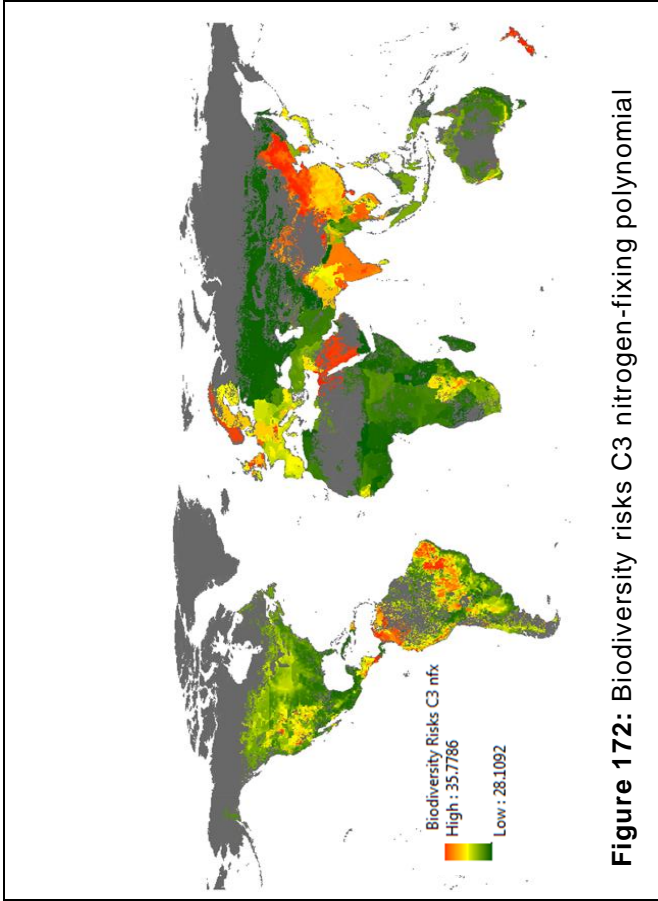 Biodiversity Risks C3 nfx
High : 35.7786
Low : 28.1092
Figure 172: Biodiversity risks C3 nitrogen-fixing polynomial